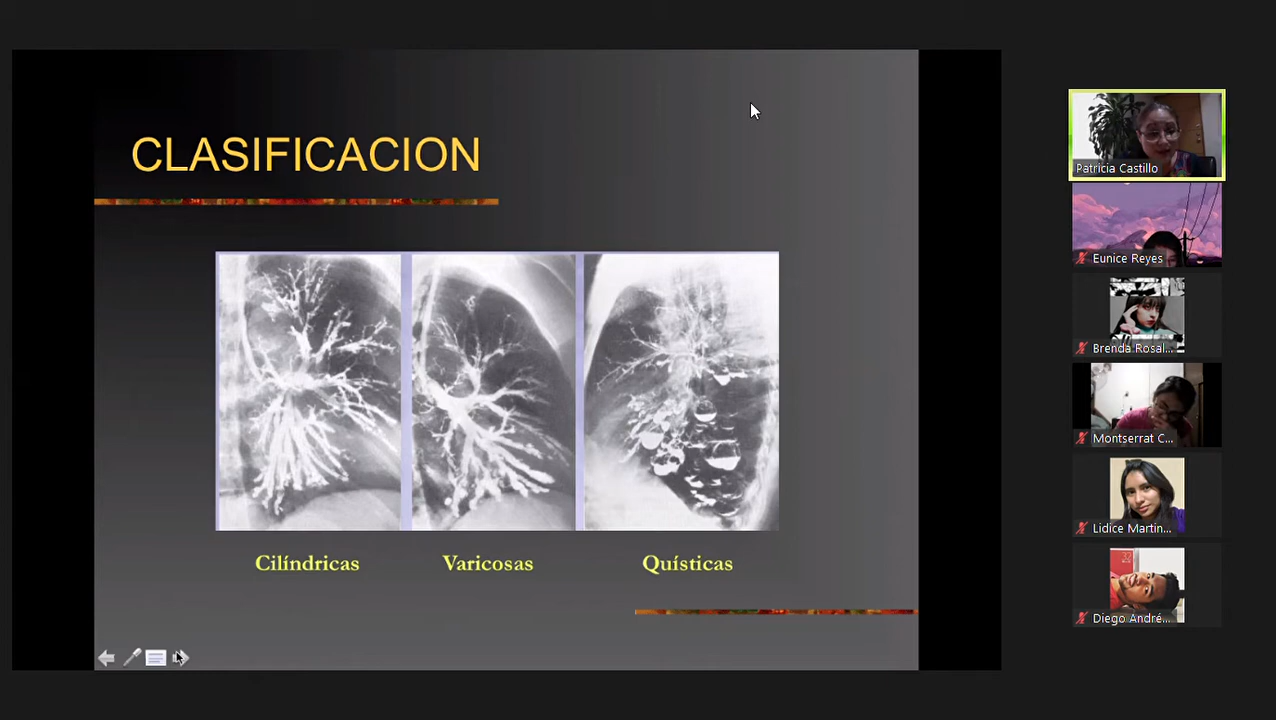 CLASIFICACION
Cilíndricas
Varicosas
Quísticas
Patricia Castillo
Eunice Reyes
Brenda Rosal...
Montserrat C...
Lidice Martin...
Diego André...